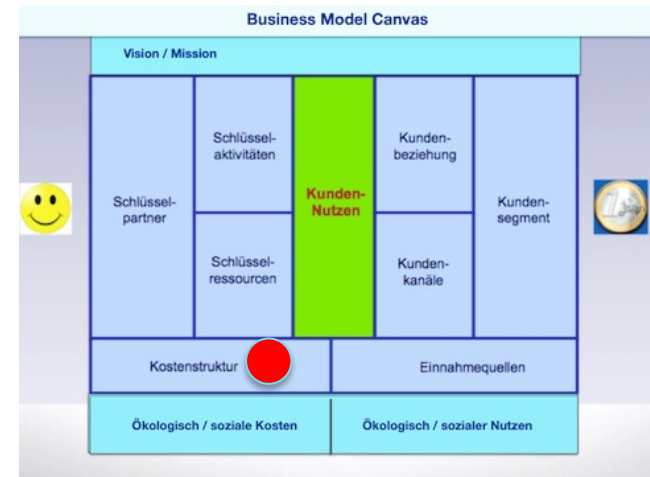 Business Model Canvas
Vision / Mission
Schlüssel-
partner
Schlüssel-
aktivitäten
Schlüssel-
ressourcen
Kunden-
Nutzen
Kunden-
beziehung
Kunden-
kanäle
Kunden-
segment
Kostenstruktur
Einnahmequellen
Ökologisch / soziale Kosten
Ökologisch / sozialer Nutzen